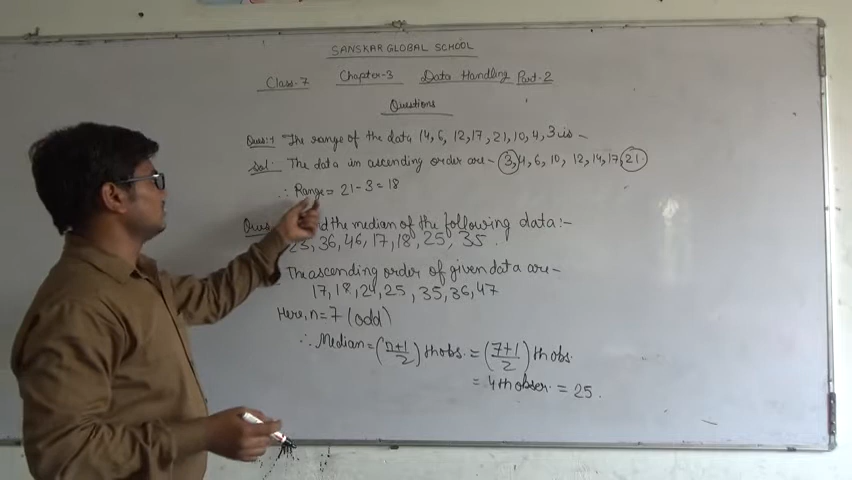 SANSKAR GLOBAL SCHOOL
Class-7 Chapter-3 Data Handling Part-2
Questions
Ques:-1 The range of the data 14, 6, 12, 17, 21, 10, 4, 3 is -
Sol: The data in ascending order are - 3, 4, 6, 10, 12, 14, 17, 21.
∴ Range = 21 - 3 = 18
Ques. the median of the following data:-
36, 46, 17, 18, 25, 35.
The ascending order of given data are -
17, 18, 24, 25, 35, 36, 47
Here, n = 7 (odd)
∴ Median = (n+1/2) th obs. = (7+1/2) th obs.
= 4th obser. = 25.